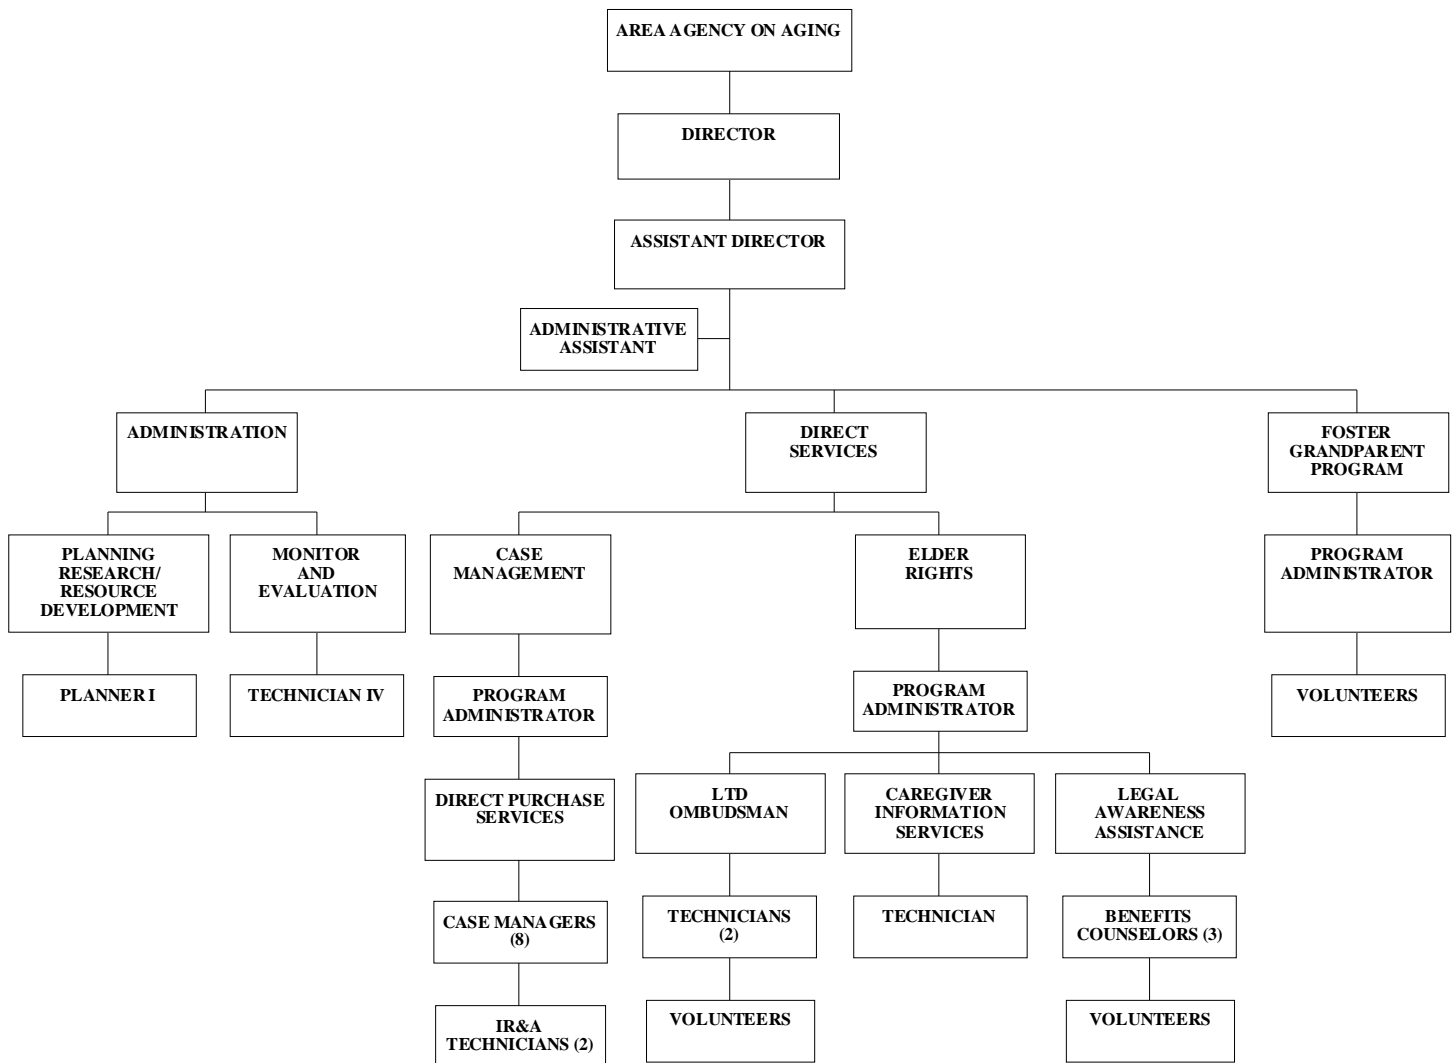 AREA AGENCY ON AGING
DIRECTOR
ASSISTANT DIRECTOR
ADMINISTRATIVE
ASSISTANT
ADMINISTRATION
DIRECT
SERVICES
FOSTER
GRANDPARENT
PROGRAM
PLANNING
RESEARCH/
RESOURCE
DEVELOPMENT
MONITOR
AND
EVALUATION
CASE
MANAGEMENT
ELDER
RIGHTS
PROGRAM
ADMINISTRATOR
PLANNER I
TECHNICIAN IV
PROGRAM
ADMINISTRATOR
PROGRAM
ADMINISTRATOR
VOLUNTEERS
DIRECT PURCHASE
SERVICES
LTD
OMBUDSMAN
CAREGIVER
INFORMATION
SERVICES
LEGAL
AWARENESS
ASSISTANCE
CASE MANAGERS
(8)
TECHNICIANS
(2)
TECHNICIAN
BENEFITS
COUNSELORS (3)
IR&A
TECHNICIANS (2)
VOLUNTEERS
VOLUNTEERS